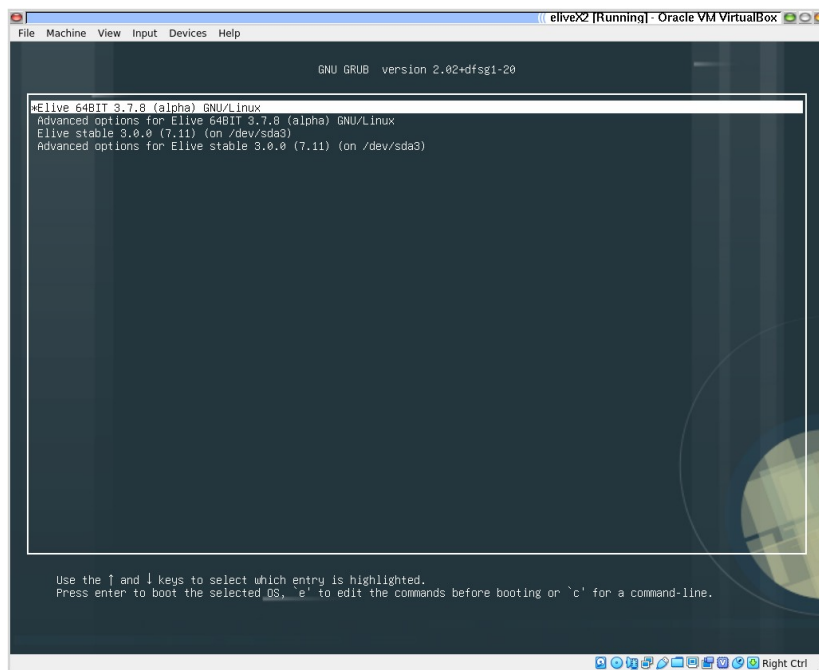 eliveX2 [Running] - Oracle VM VirtualBox
File Machine View Input Devices Help
GNU GRUB version 2.02+dfsg1-20
*Elive 64BIT 3.7.8 (alpha) GNU/Linux
Advanced options for Elive 64BIT 3.7.8 (alpha) GNU/Linux
Elive stable 3.0.0 (7.11) (on /dev/sda3)
Advanced options for Elive stable 3.0.0 (7.11) (on /dev/sda3)
Use the ↑ and ↓ keys to select which entry is highlighted.
Press enter to boot the selected OS, `e' to edit the commands before booting or `c' for a command-line.
Right Ctrl